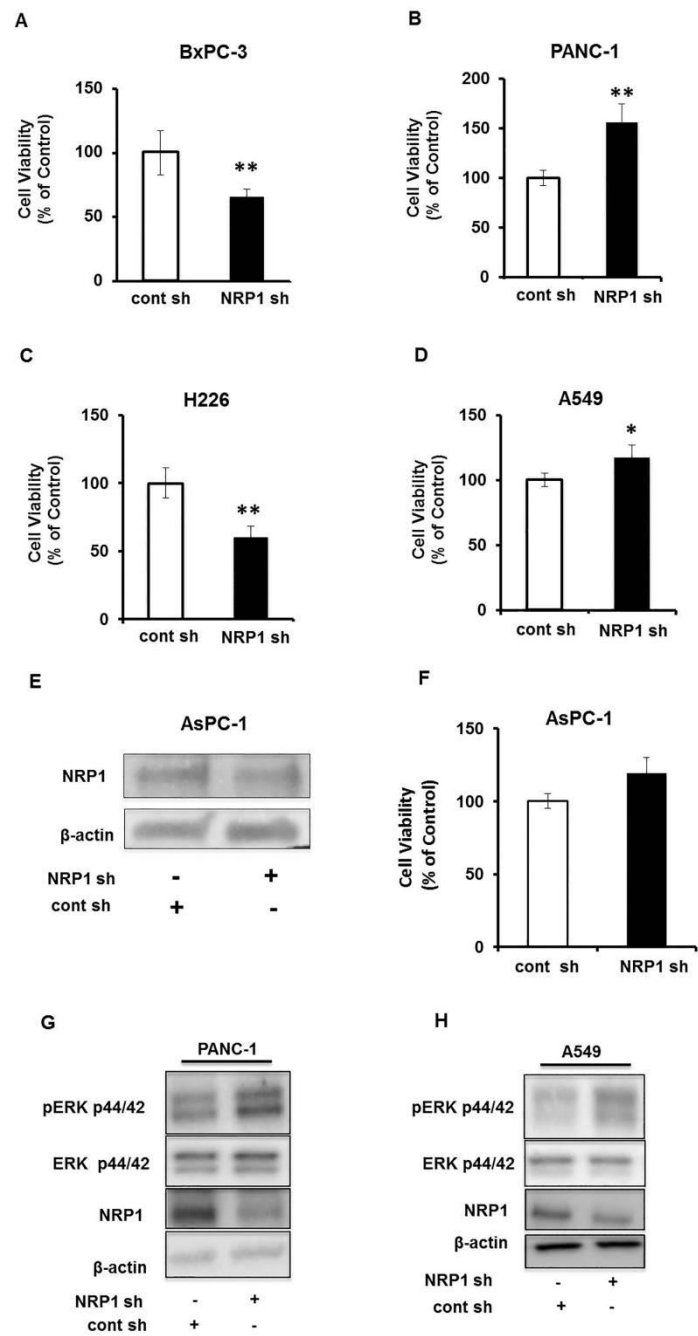 A
BxPC-3
Cell Viability
(% of Control)
150
100
50
0
**
cont sh NRP1 sh
B
PANC-1
Cell Viability
(% of Control)
200
150
100
50
0
**
cont sh NRP1 sh
C
H226
Cell Viability
(% of Control)
150
100
50
0
**
cont sh NRP1 sh
D
A549
Cell Viability
(% of Control)
150
100
50
0
*
cont sh NRP1 sh
E
AsPC-1
NRP1
β-actin
NRP1 sh - +
cont sh + -
F
AsPC-1
Cell Viability
(% of Control)
150
100
50
0
cont sh NRP1 sh
G
PANC-1
pERK p44/42
ERK p44/42
NRP1
β-actin
NRP1 sh - +
cont sh + -
H
A549
pERK p44/42
ERK p44/42
NRP1
β-actin
NRP1 sh - +
cont sh + -